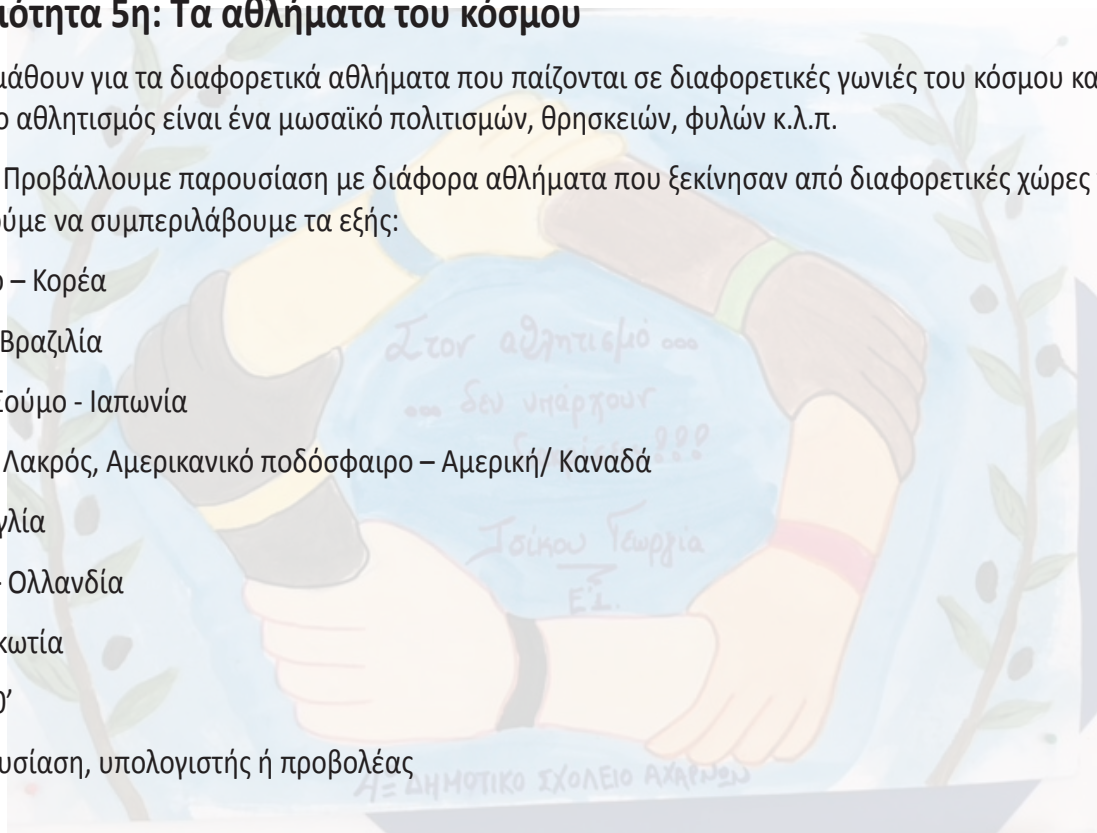 ιότητα 5η: Τα αθλήματα του κόσμου
μάθουν για τα διαφορετικά αθλήματα που παίζονται σε διαφορετικές γωνιές του κόσμου κα
ο αθλητισμός είναι ένα μωσαϊκό πολιτισμών, θρησκειών, φυλών κ.λ.π.
Προβάλλουμε παρουσίαση με διάφορα αθλήματα που ξεκίνησαν από διαφορετικές χώρες
ούμε να συμπεριλάβουμε τα εξής:
ο – Κορέα
Βραζιλία
Σούμο - Ιαπωνία
Λακρός, Αμερικανικό ποδόσφαιρο – Αμερική/ Καναδά
γλία
- Ολλανδία
κωτία
0’
υσίαση, υπολογιστής ή προβολέας
Στον αθλητισμό ...
... δεν υπάρχουν
!!!
Τσίκου Γεωργία
Ε1.
ΔΗΜΟΤΙΚΟ ΣΧΟΛΕΙΟ ΑΧΑΡΝΩΝ